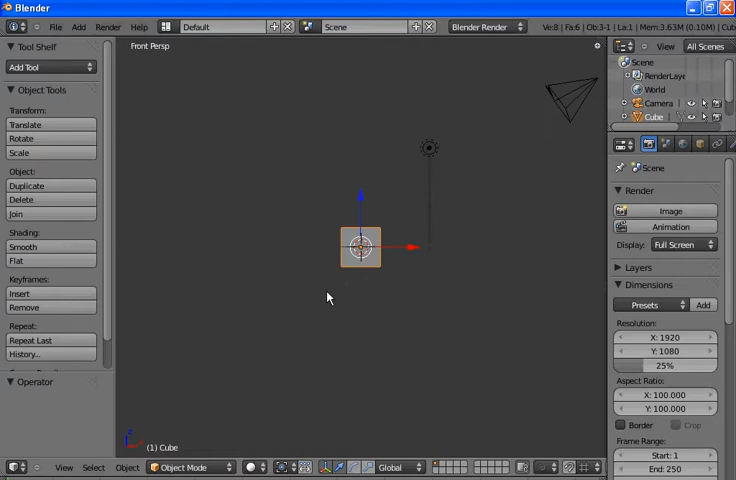 Blender
File Add Render Default Scene Blender Render Ve:8 | Fa:6 | Ob:3-1 | La:1 | Mem:3.63M (0.10M) | Cub
Tool Shelf
Add Tool
Object Tools
Transform:
Translate
Rotate
Scale
Object:
Duplicate
Delete
Join
Shading:
Smooth
Flat
Keyframes:
Insert
Remove
Repeat:
Repeat Last
History...
Operator
Front Persp
z
(1) Cube
View Select Object Object Mode Global
View All Scenes
Scene
RenderLaye
World
Camera
Cube
Scene
Render
Image
Animation
Display: Full Screen
Layers
Dimensions
Presets Add
Resolution:
X: 1920
Y: 1080
25%
Aspect Ratio:
X: 100.000
Y: 100.000
Border Crop
Frame Range:
Start: 1
End: 250